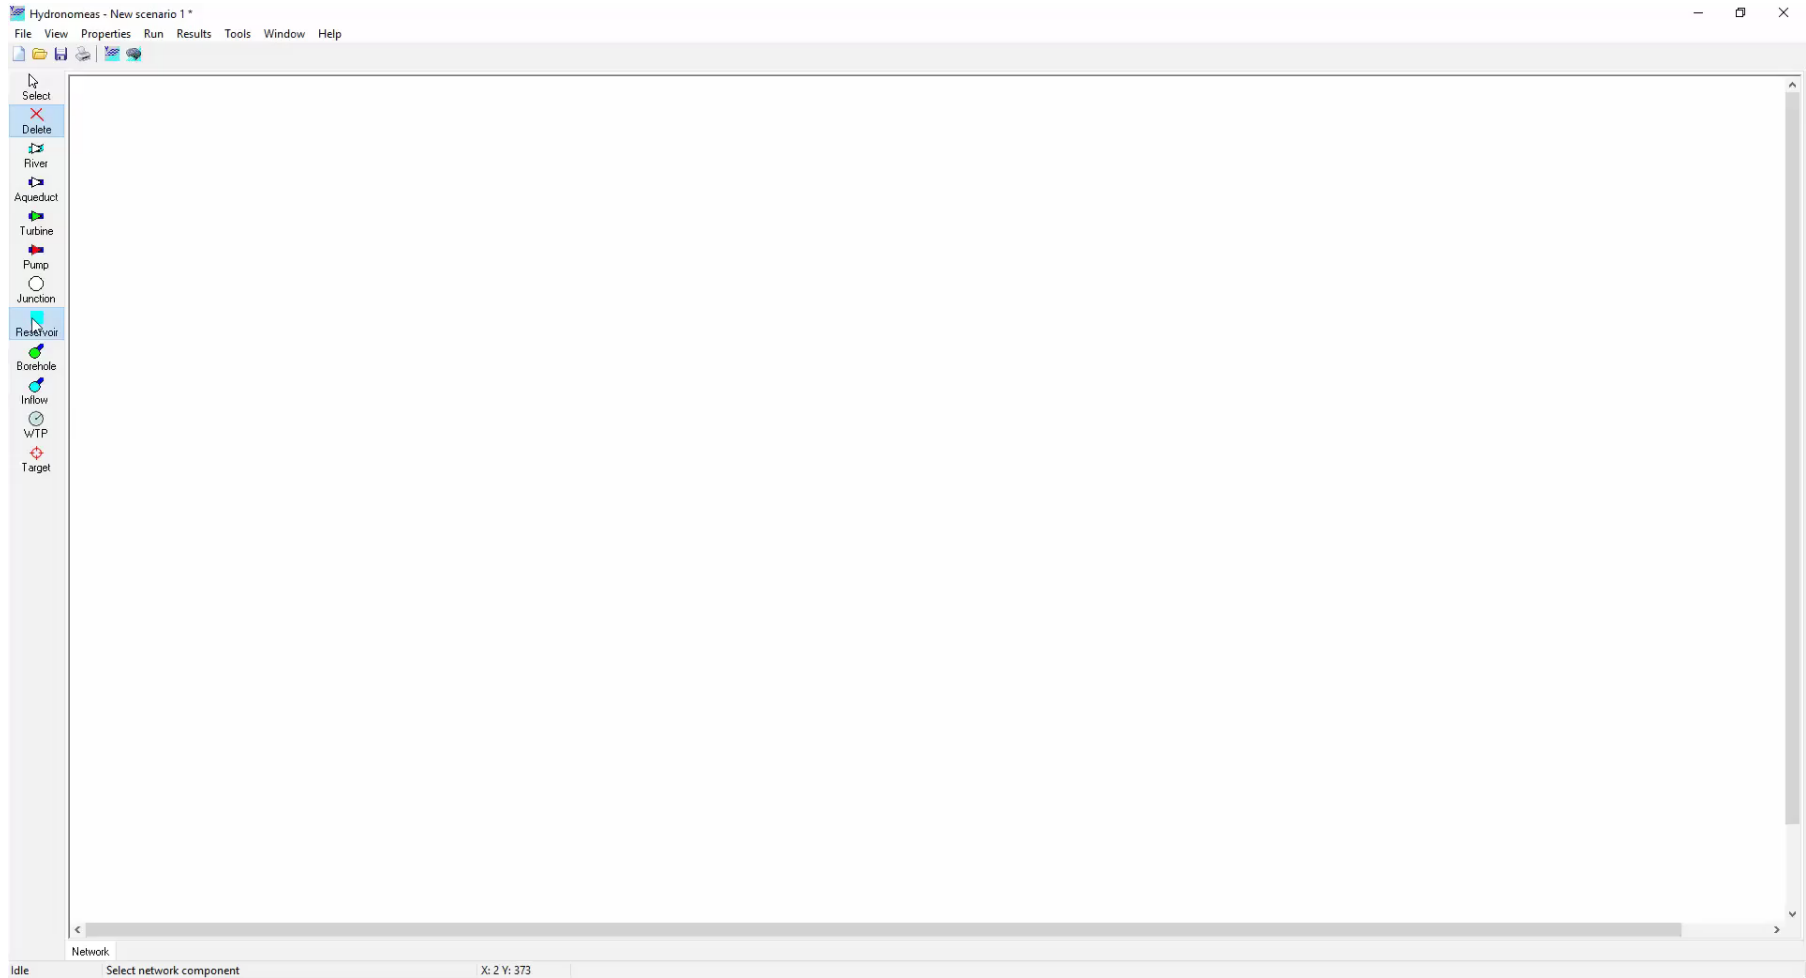 Hydronomeas - New scenario 1 *
File View Properties Run Results Tools Window Help
Select
Delete
River
Aqueduct
Turbine
Pump
Junction
Reservoir
Borehole
Inflow
WTP
Target
Network
Idle Select network component X: 2 Y: 373